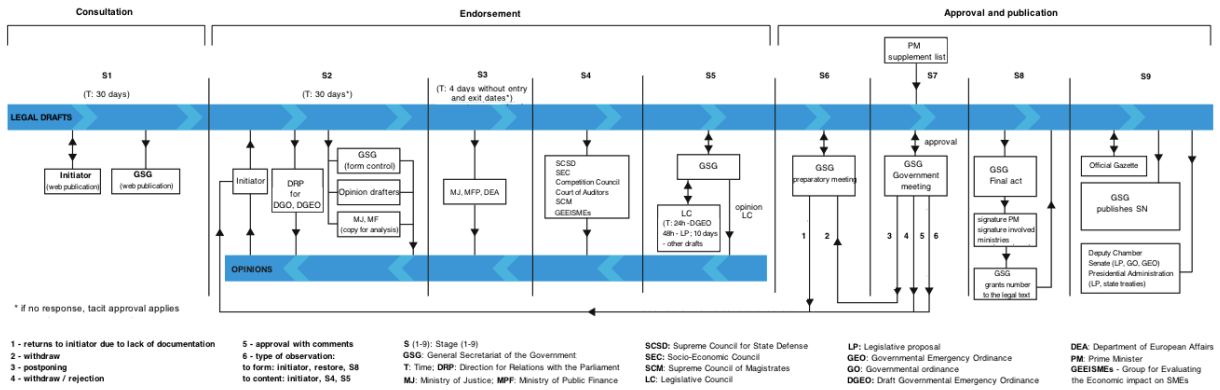 Consultation
Endorsement
Approval and publication
PM
supplement list
S1
S2
S3
S4
S5
S6
S7
S8
S9
(T: 30 days)
(T: 30 days*)
(T: 4 days without entry
and exit dates*)
LEGAL DRAFTS
Initiator
(web publication)
GSG
(web publication)
Initiator
DRP
for
DGO, DGEO
GSG
(form control)
Opinion drafters
MJ, MF
(copy for analysis)
MJ, MFP, DEA
SCSD
SEC
Competition Council
Court of Auditors
SCM
GEEISMEs
GSG
LC
(T: 24h -DGEO
48h - LP; 10 days
- other drafts
opinion
LC
GSG
preparatory meeting
approval
GSG
Government
meeting
1
2
3
4
5
6
GSG
Final act
signature PM
signature involved
ministries
GSG
grants number
to the legal text
Official Gazette
GSG
publishes SN
Deputy Chamber
Senate (LP, GO, GEO)
Presidential Administration
(LP, state treaties)
OPINIONS
* if no response, tacit approval applies
1 - returns to initiator due to lack of documentation
2 - withdraw
3 - postponing
4 - withdraw / rejection
5 - approval with comments
6 - type of observation:
to form: initiator, restore, S8
to content: initiator, S4, S5
S (1-9): Stage (1-9)
GSG: General Secretariat of the Government
T: Time; DRP: Direction for Relations with the Parliament
MJ: Ministry of Justice; MPF: Ministry of Public Finance
SCSD: Supreme Council for State Defense
SEC: Socio-Economic Council
SCM: Supreme Council of Magistrates
LC: Legislative Council
LP: Legislative proposal
GEO: Governmental Emergency Ordinance
GO: Governmental ordinance
DGEO: Draft Governmental Emergency Ordinance
DEA: Department of European Affairs
PM: Prime Minister
GEEISMEs - Group for Evaluating
the Economic impact on SMEs